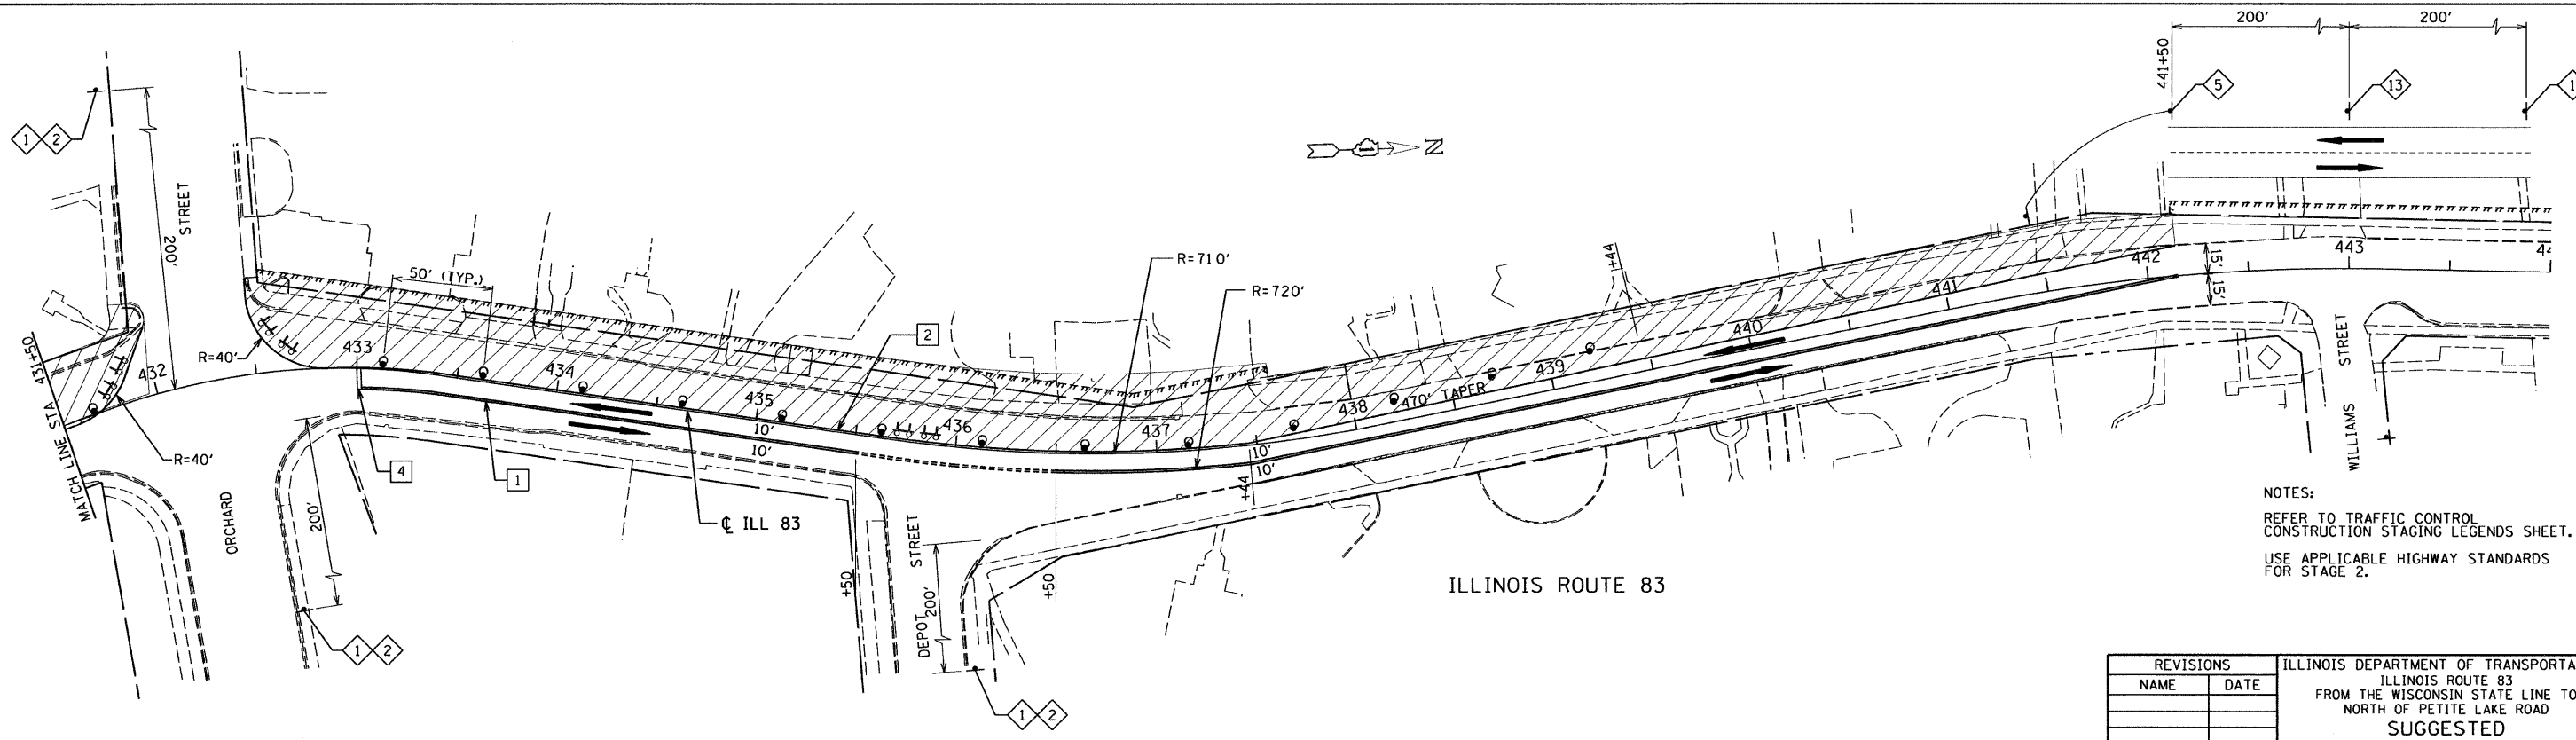 200'
200'
441+50
5
13
1
1
2
STREET
200'
N
R=710'
R=720'
50' (TYP.)
2
+44
443
442
15'
15'
441
440
439
470' TAPER
438
437
436
435
434
433
432
R=40'
R=40'
431+50
MATCH LINE STA
10'
10'
10'
10'
+44
4
1
℄ ILL 83
ORCHARD
200'
+50
+50
STREET
DEPOT
200'
1
2
1
2
STREET
WILLIAMS
ILLINOIS ROUTE 83
NOTES:
REFER TO TRAFFIC CONTROL
CONSTRUCTION STAGING LEGENDS SHEET.
USE APPLICABLE HIGHWAY STANDARDS
FOR STAGE 2.
REVISIONS
NAME
DATE
ILLINOIS DEPARTMENT OF TRANSPORTA
ILLINOIS ROUTE 83
FROM THE WISCONSIN STATE LINE TO
NORTH OF PETITE LAKE ROAD
SUGGESTED